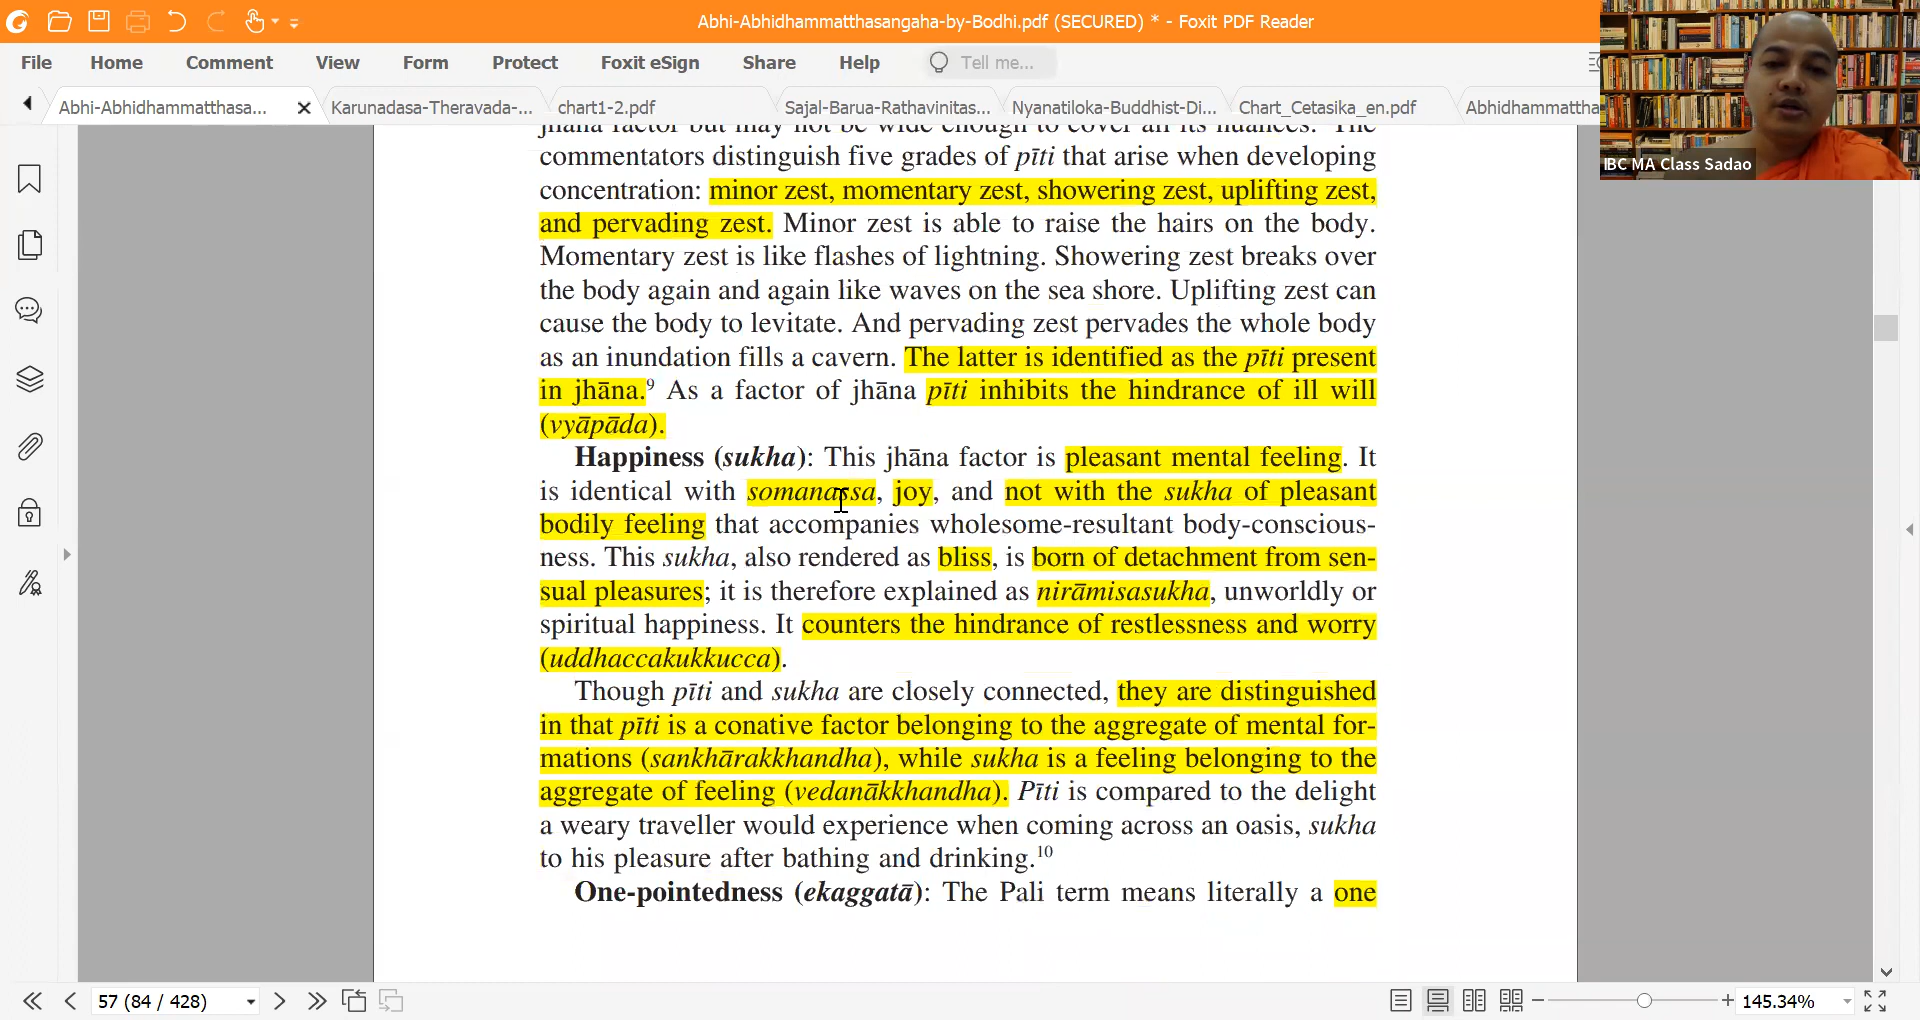 Abhi-Abhidhammatthasangaha-by-Bodhi.pdf (SECURED) * - Foxit PDF Reader
File Home Comment View Form Protect Foxit eSign Share Help Tell me...
Abhi-Abhidhammatthasa... Karunadasa-Theravada-... chart1-2.pdf Sajal-Barua-Rathavinitas... Nyanatiloka-Buddhist-Di... Chart_Cetasika_en.pdf Abhidhammattha
IBC MA Class Sadao
jhāna factor but may not be wide enough to cover all its nuances. The
commentators distinguish five grades of pīti that arise when developing
concentration: minor zest, momentary zest, showering zest, uplifting zest,
and pervading zest. Minor zest is able to raise the hairs on the body.
Momentary zest is like flashes of lightning. Showering zest breaks over
the body again and again like waves on the sea shore. Uplifting zest can
cause the body to levitate. And pervading zest pervades the whole body
as an inundation fills a cavern. The latter is identified as the pīti present
in jhāna.⁹ As a factor of jhāna pīti inhibits the hindrance of ill will
(vyāpāda).
Happiness (sukha): This jhāna factor is pleasant mental feeling. It
is identical with somanassa, joy, and not with the sukha of pleasant
bodily feeling that accompanies wholesome-resultant body-conscious-
ness. This sukha, also rendered as bliss, is born of detachment from sen-
sual pleasures; it is therefore explained as nirāmisasukha, unworldly or
spiritual happiness. It counters the hindrance of restlessness and worry
(uddhaccakukkucca).
Though pīti and sukha are closely connected, they are distinguished
in that pīti is a conative factor belonging to the aggregate of mental for-
mations (sankhārakkhandha), while sukha is a feeling belonging to the
aggregate of feeling (vedanākkhandha). Pīti is compared to the delight
a weary traveller would experience when coming across an oasis, sukha
to his pleasure after bathing and drinking.¹⁰
One-pointedness (ekaggatā): The Pali term means literally a one
57 (84 / 428) 145.34%